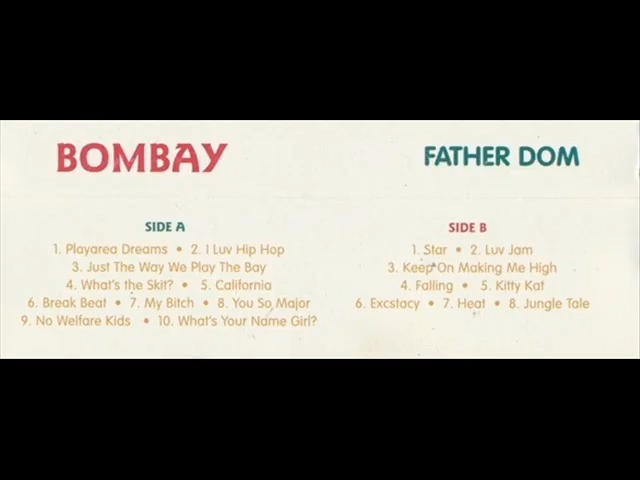 BOMBAY
SIDE A
1. Playarea Dreams • 2. I Luv Hip Hop
3. Just The Way We Play The Bay
4. What's the Skit? • 5. California
6. Break Beat • 7. My Bitch • 8. You So Major
9. No Welfare Kids • 10. What's Your Name Girl?
FATHER DOM
SIDE B
1. Star • 2. Luv Jam
3. Keep On Making Me High
4. Falling • 5. Kitty Kat
6. Excstacy • 7. Heat • 8. Jungle Tale